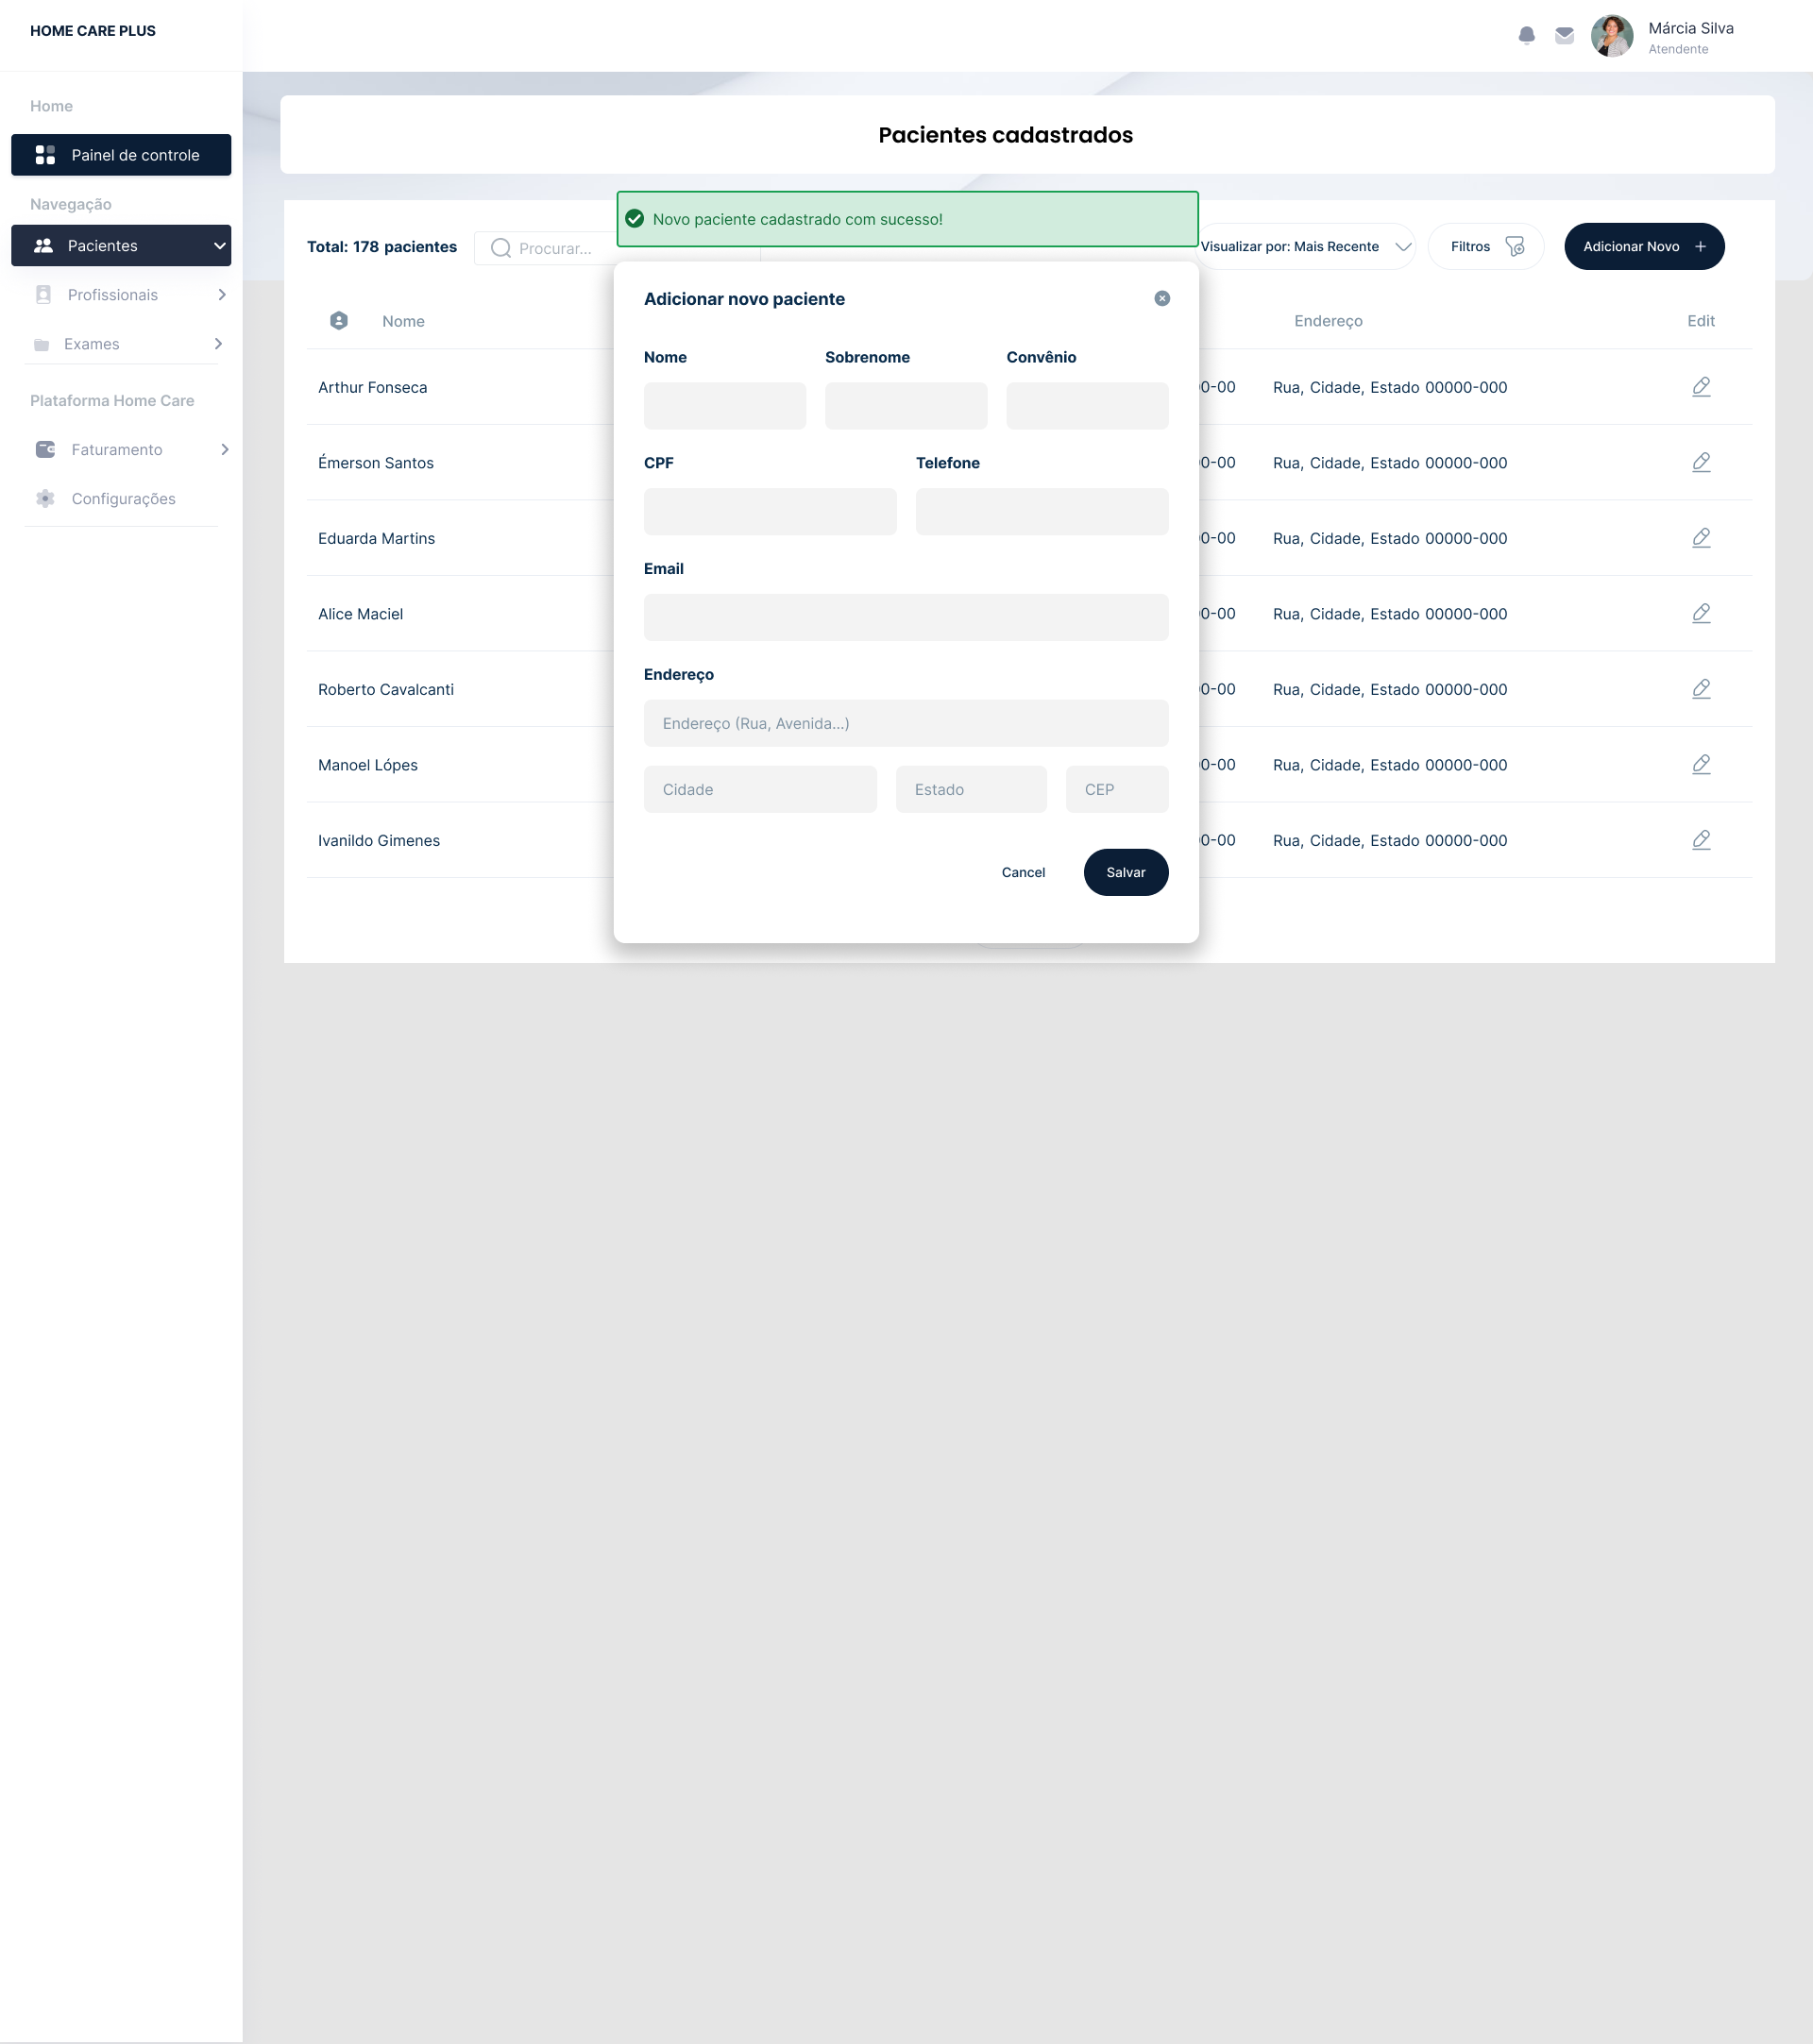 HOME CARE PLUS
Márcia Silva
Atendente
Home
Painel de controle
Navegação
Pacientes
Profissionais
Exames
Plataforma Home Care
Faturamento
Configurações
Pacientes cadastrados
Novo paciente cadastrado com sucesso!
Total: 178 pacientes
Procurar...
Visualizar por: Mais Recente
Filtros
Adicionar Novo
Nome
Endereço
Edit
Arthur Fonseca
0-00
Rua, Cidade, Estado 00000-000
Émerson Santos
0-00
Rua, Cidade, Estado 00000-000
Eduarda Martins
0-00
Rua, Cidade, Estado 00000-000
Alice Maciel
0-00
Rua, Cidade, Estado 00000-000
Roberto Cavalcanti
0-00
Rua, Cidade, Estado 00000-000
Manoel Lópes
0-00
Rua, Cidade, Estado 00000-000
Ivanildo Gimenes
0-00
Rua, Cidade, Estado 00000-000
Adicionar novo paciente
Nome
Sobrenome
Convênio
CPF
Telefone
Email
Endereço
Endereço (Rua, Avenida...)
Cidade
Estado
CEP
Cancel
Salvar